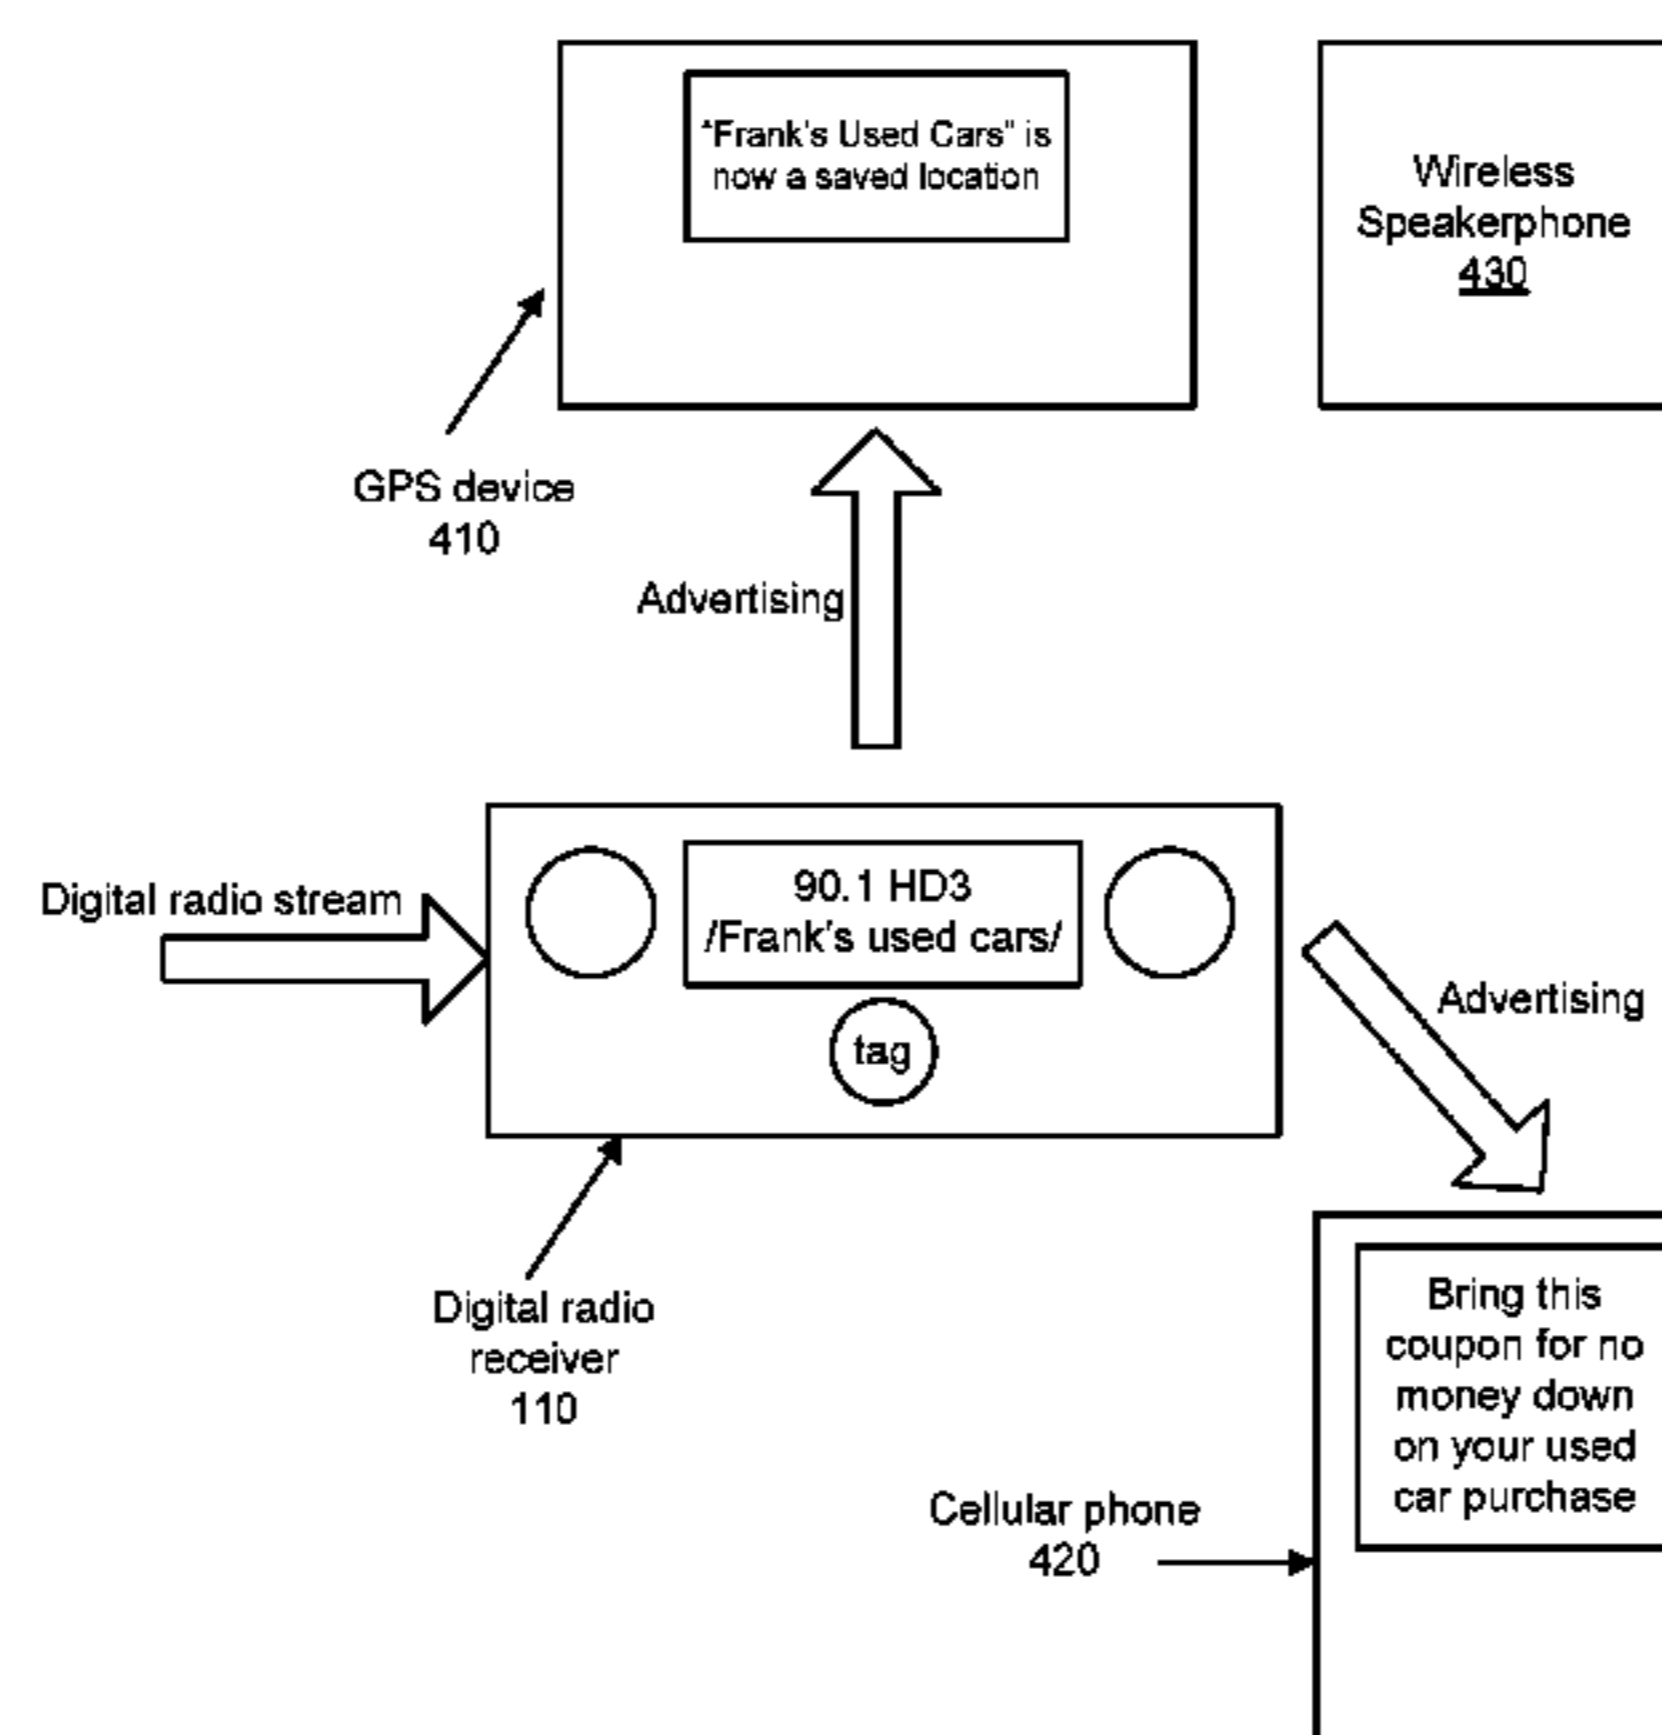 "Frank's Used Cars" is
now a saved location
Wireless
Speakerphone
430
GPS device
410
Advertising
Digital radio stream
90.1 HD3
/Frank's used cars/
tag
Advertising
Digital radio
receiver
110
Bring this
coupon for no
money down
on your used
car purchase
Cellular phone
420